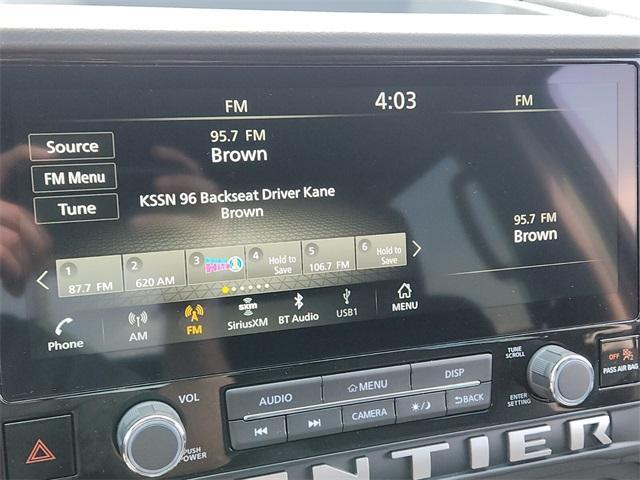 FM 4:03 FM
Source
95.7 FM
Brown
FM Menu
KSSN 96 Backseat Driver Kane
Brown
Tune
95.7 FM
Brown
1 87.7 FM
2 620 AM
3
4 Hold to Save
5 106.7 FM
6 Hold to Save
Phone
AM
FM
sxm
SiriusXM
BT Audio
USB1
MENU
VOL
AUDIO
MENU
DISP
TUNE
SCROLL
OFF
PASS AIR BAG
CAMERA
BACK
ENTER
SETTING
PUSH
POWER
NTIER